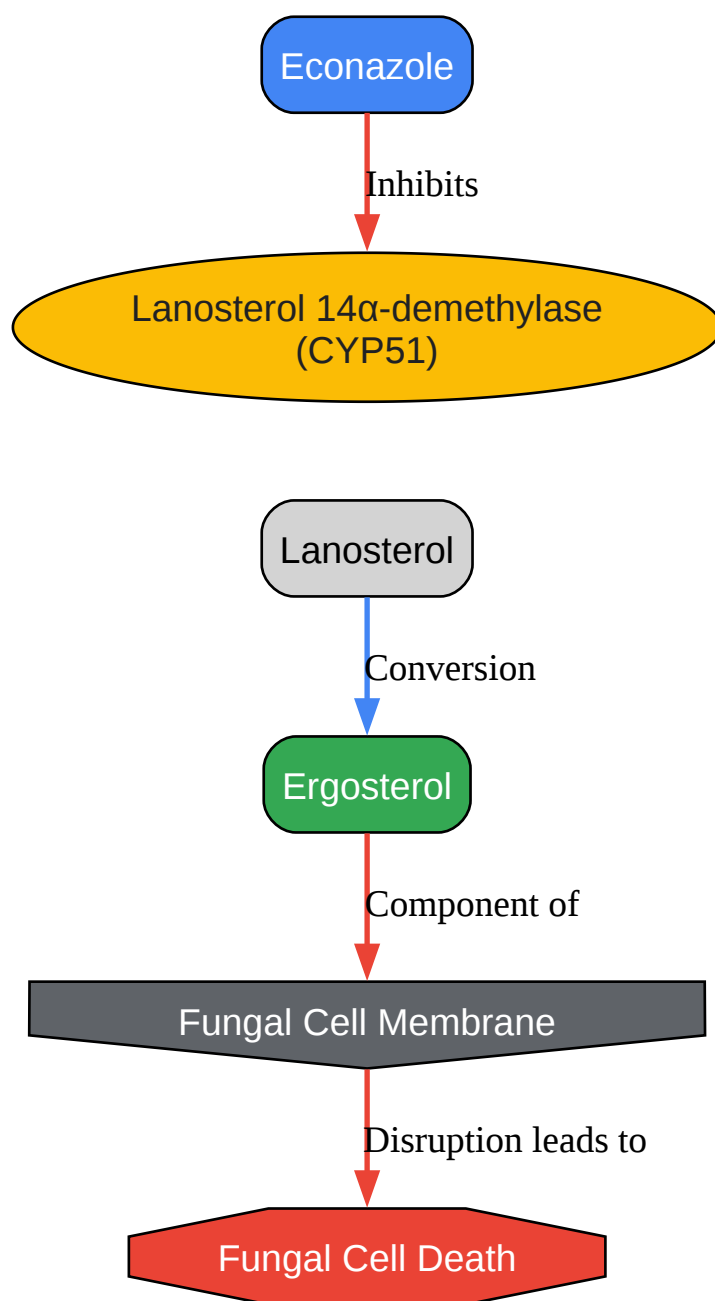 Econazole
Inhibits
Lanosterol 14α-demethylase
(CYP51)
Lanosterol
Conversion
Ergosterol
Component of
Fungal Cell Membrane
Disruption leads to
Fungal Cell Death